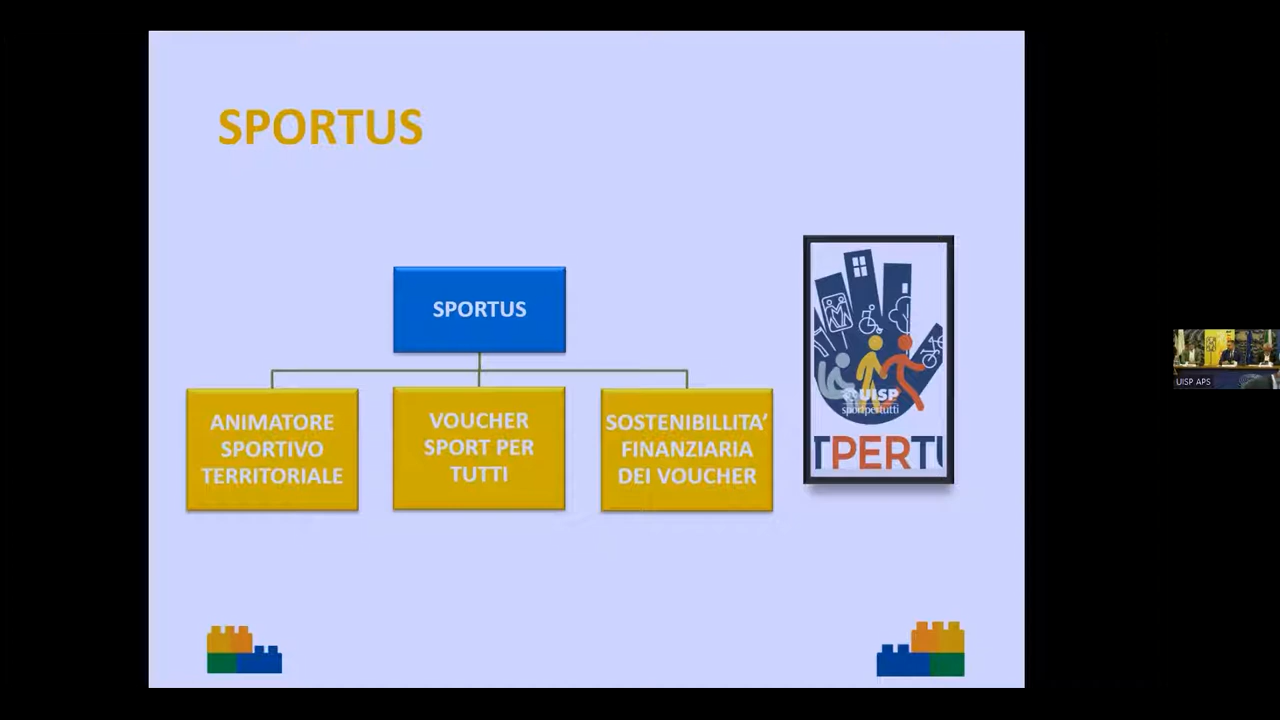 SPORTUS
SPORTUS
ANIMATORE
SPORTIVO
TERRITORIALE
VOUCHER
SPORT PER
TUTTI
SOSTENIBILLITA'
FINANZIARIA
DEI VOUCHER
UISP
sportpertutti
TPERTU
UISP APS